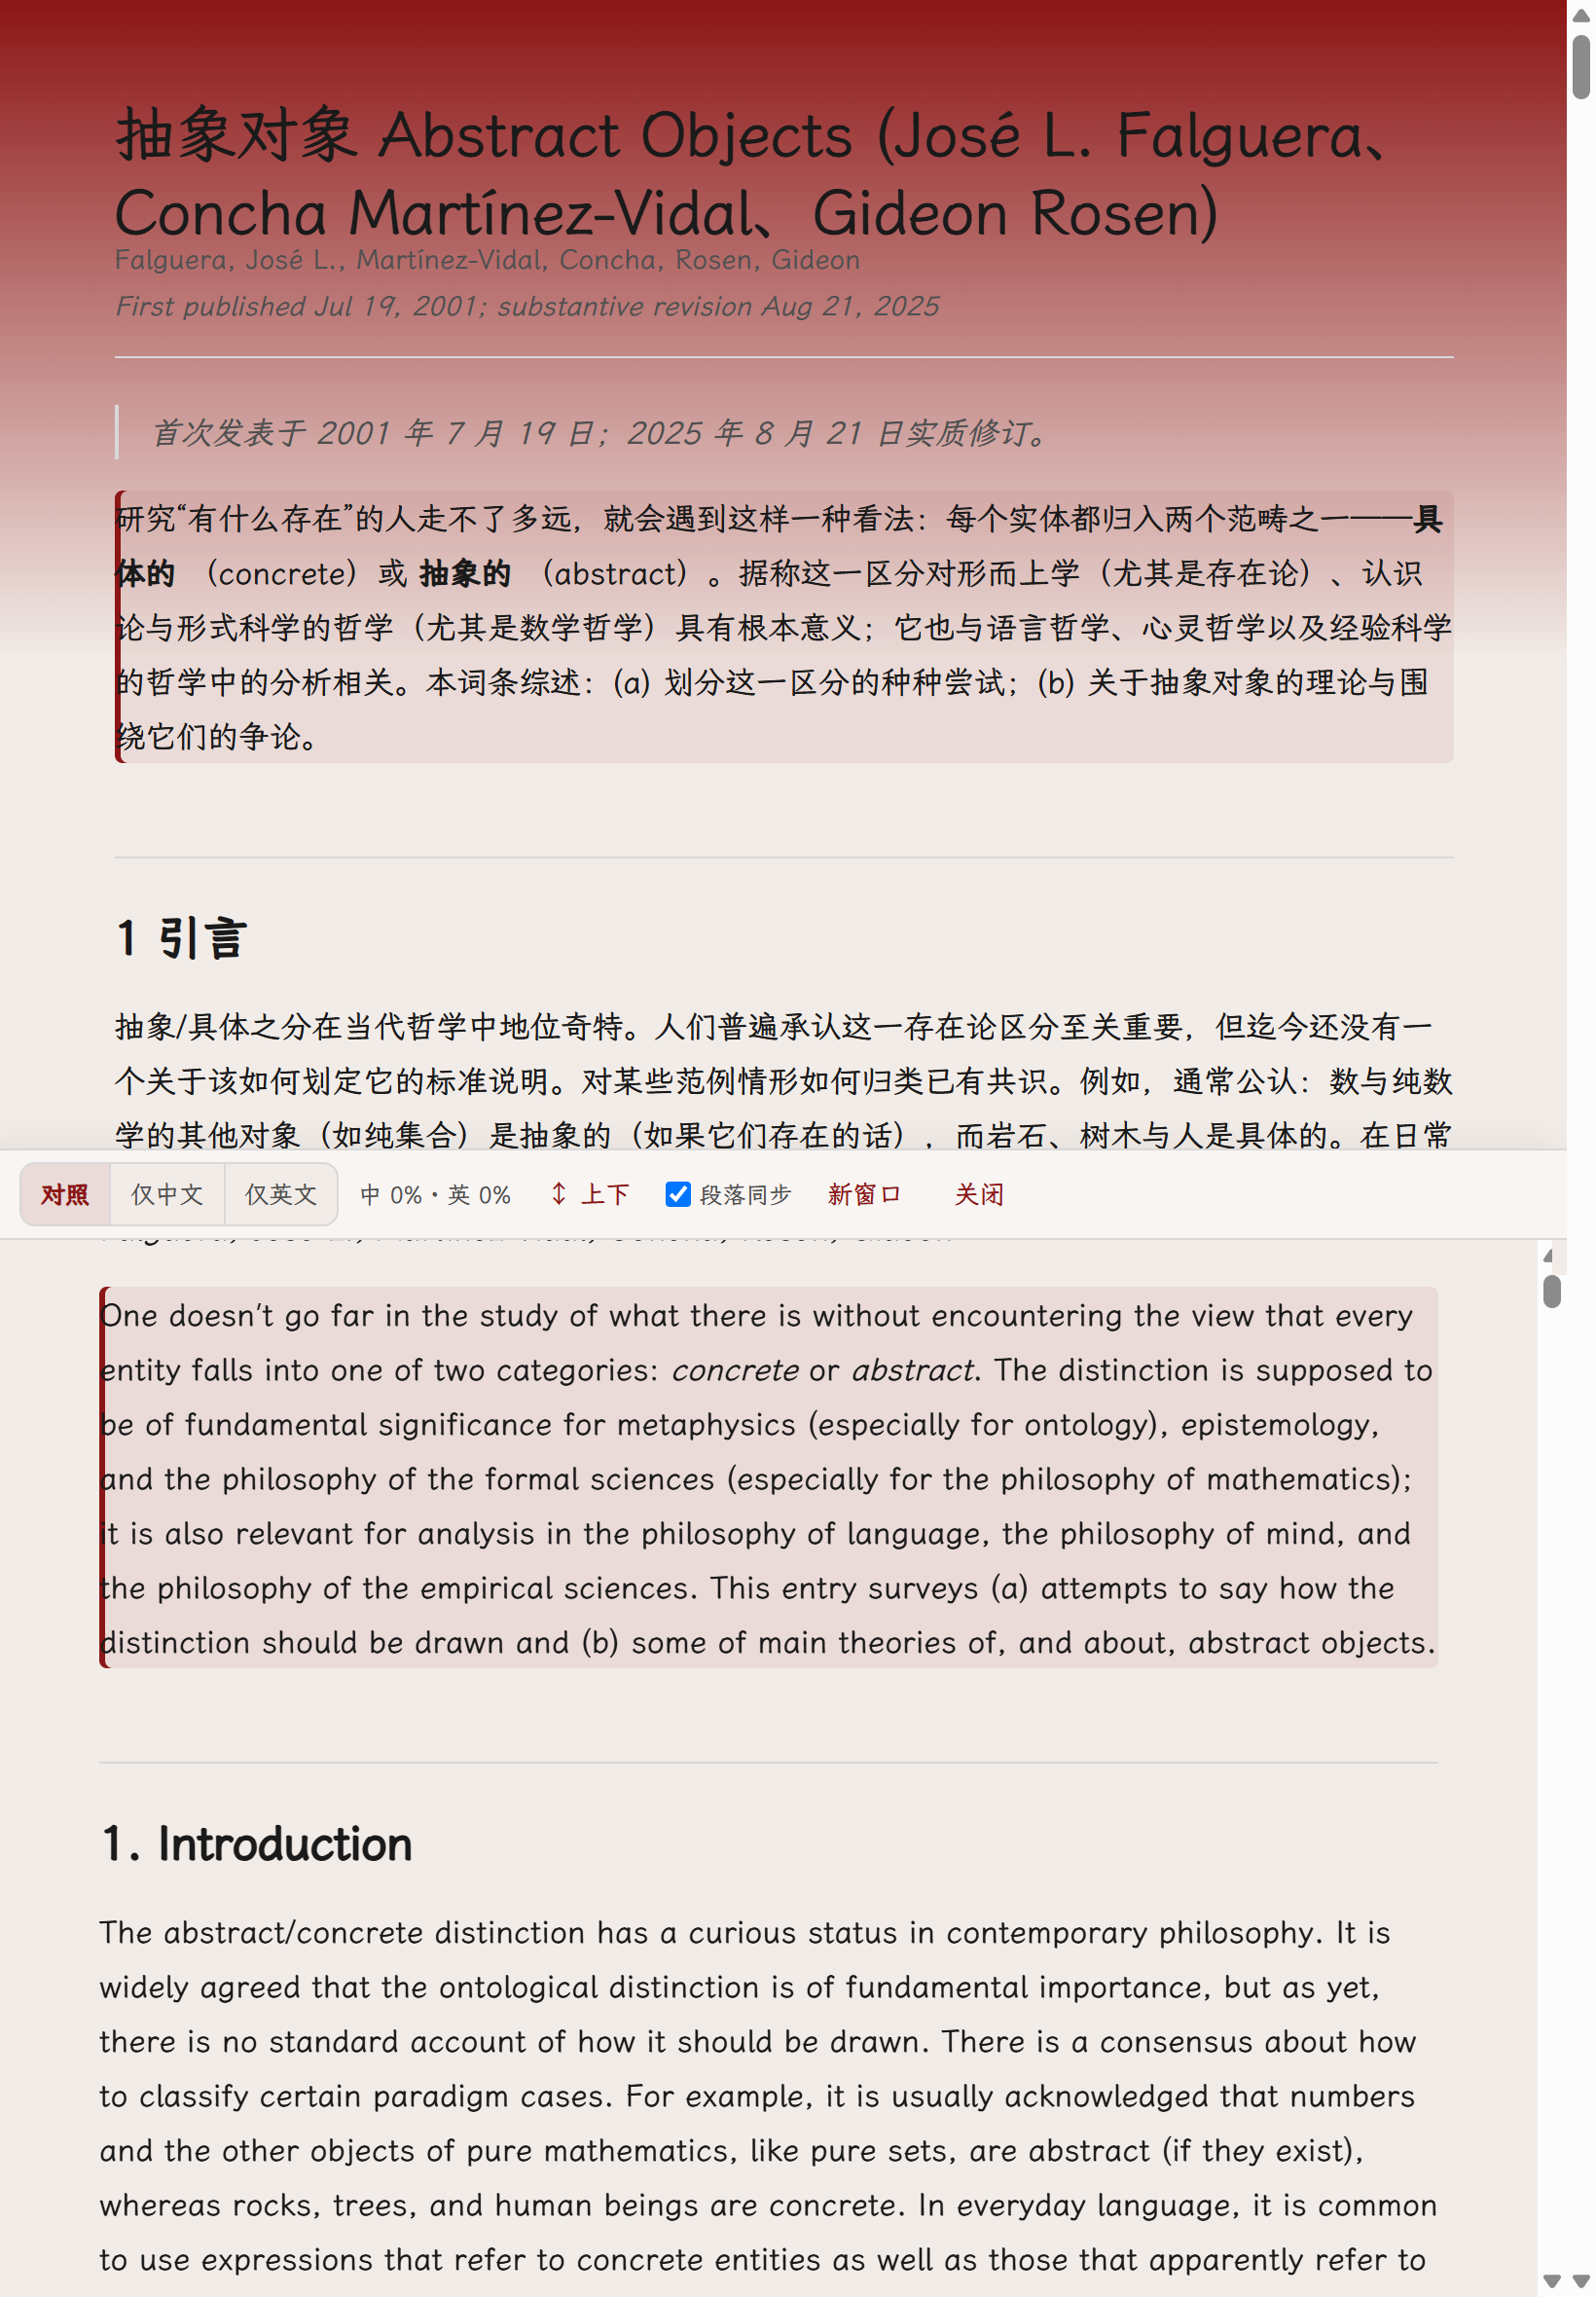 抽象对象 Abstract Objects (José L. Falguera、
Concha Martínez-Vidal、Gideon Rosen)
Falguera, José L., Martínez-Vidal, Concha, Rosen, Gideon
First published Jul 19, 2001; substantive revision Aug 21, 2025
首次发表于 2001 年 7 月 19 日；2025 年 8 月 21 日实质修订。
研究“有什么存在”的人走不了多远，就会遇到这样一种看法：每个实体都归入两个范畴之一——具
体的 （concrete）或 抽象的 （abstract）。据称这一区分对形而上学（尤其是存在论）、认识
论与形式科学的哲学（尤其是数学哲学）具有根本意义；它也与语言哲学、心灵哲学以及经验科学
的哲学中的分析相关。本词条综述：(a) 划分这一区分的种种尝试；(b) 关于抽象对象的理论与围
绕它们的争论。
1 引言
抽象/具体之分在当代哲学中地位奇特。人们普遍承认这一存在论区分至关重要，但迄今还没有一
个关于该如何划定它的标准说明。对某些范例情形如何归类已有共识。例如，通常公认：数与纯数
学的其他对象（如纯集合）是抽象的（如果它们存在的话），而岩石、树木与人是具体的。在日常
对照 仅中文 仅英文 中 0% · 英 0% ↕ 上下 段落同步 新窗口 关闭
One doesn’t go far in the study of what there is without encountering the view that every
entity falls into one of two categories: concrete or abstract. The distinction is supposed to
be of fundamental significance for metaphysics (especially for ontology), epistemology,
and the philosophy of the formal sciences (especially for the philosophy of mathematics);
it is also relevant for analysis in the philosophy of language, the philosophy of mind, and
the philosophy of the empirical sciences. This entry surveys (a) attempts to say how the
distinction should be drawn and (b) some of main theories of, and about, abstract objects.
1. Introduction
The abstract/concrete distinction has a curious status in contemporary philosophy. It is
widely agreed that the ontological distinction is of fundamental importance, but as yet,
there is no standard account of how it should be drawn. There is a consensus about how
to classify certain paradigm cases. For example, it is usually acknowledged that numbers
and the other objects of pure mathematics, like pure sets, are abstract (if they exist),
whereas rocks, trees, and human beings are concrete. In everyday language, it is common
to use expressions that refer to concrete entities as well as those that apparently refer to